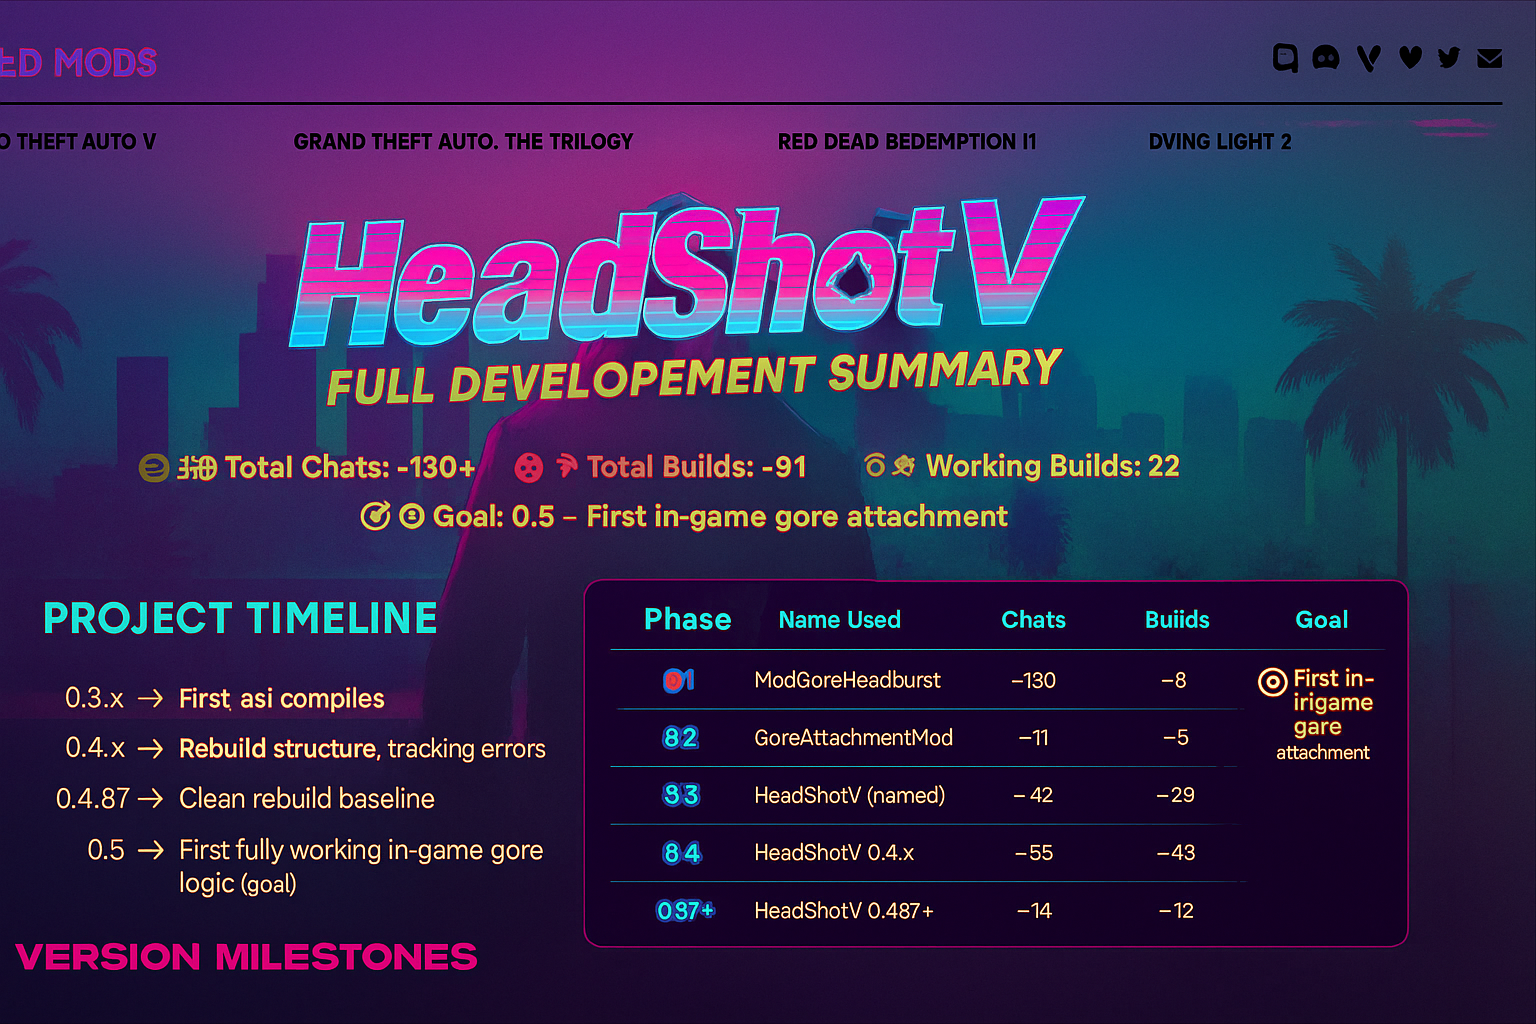 ED MODS
O THEFT AUTO V
GRAND THEFT AUTO. THE TRILOGY
RED DEAD BEDEMPTION I1
DVING LIGHT 2
HeadShot V
FULL DEVELOPEMENT SUMMARY
Total Chats: -130+
Total Builds: -91
Working Builds: 22
Goal: 0.5 – First in-game gore attachment
PROJECT TIMELINE
0.3.x → First asi compiles
0.4.x → Rebuild structure, tracking errors
0.4.87 → Clean rebuild baseline
0.5 → First fully working in-game gore
logic (goal)
VERSION MILESTONES
Phase Name Used Chats Buiids Goal
01 ModGoreHeadburst –130 –8
First in-
irigame
gare
attachment
82 GoreAttachmentMod –11 –5
83 HeadShotV (named) –42 –29
84 HeadShotV 0.4.x –55 –43
087+ HeadShotV 0.487+ –14 –12